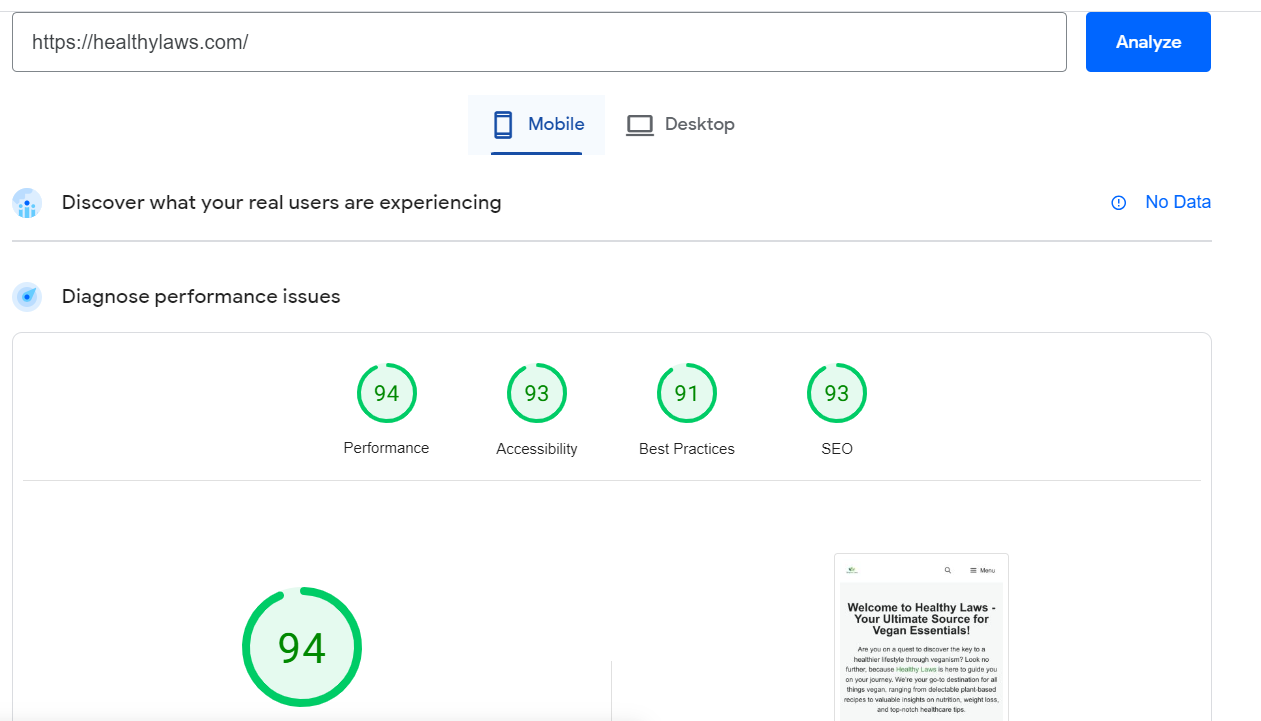 https://healthylaws.com/
Analyze
Mobile
Desktop
Discover what your real users are experiencing
No Data
Diagnose performance issues
94
93
91
93
Performance
Accessibility
Best Practices
SEO
94
Menu
Welcome to Healthy Laws -
Your Ultimate Source for
Vegan Essentials!
Are you on a quest to discover the key to a
healthier lifestyle through veganism? Look no
further, because Healthy Laws is here to guide you
on your journey. We're your go-to destination for all
things vegan, ranging from delectable plant-based
recipes to valuable insights on nutrition, weight loss,
and top-notch healthcare tips.